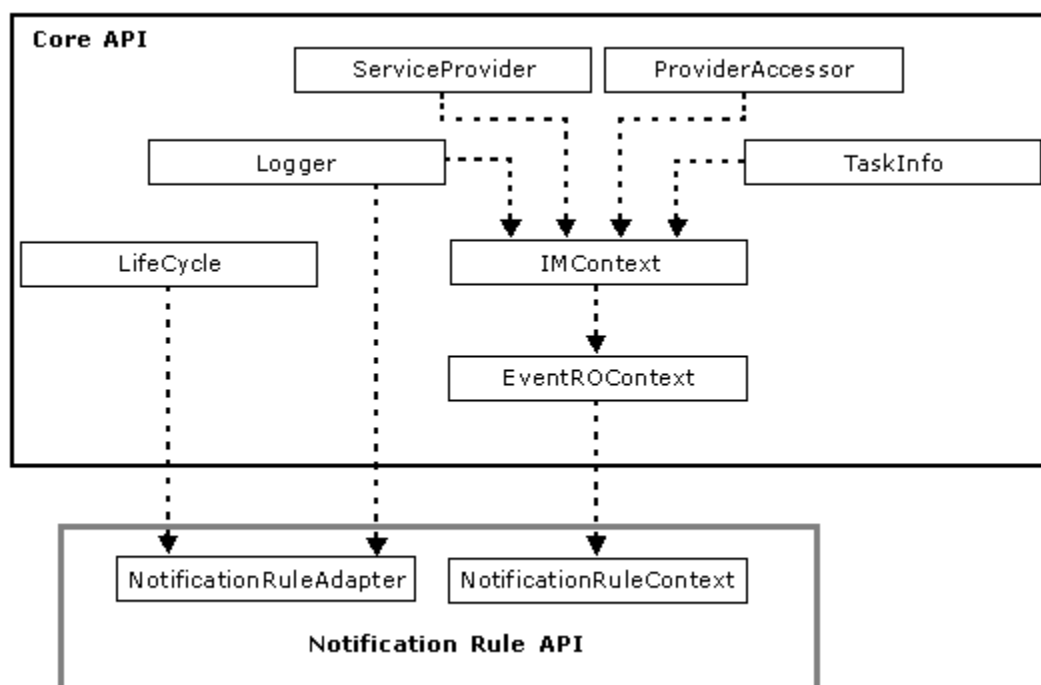 Core API
ServiceProvider
ProviderAccessor
Logger
TaskInfo
LifeCycle
IMContext
EventROContext
NotificationRuleAdapter
NotificationRuleContext
Notification Rule API